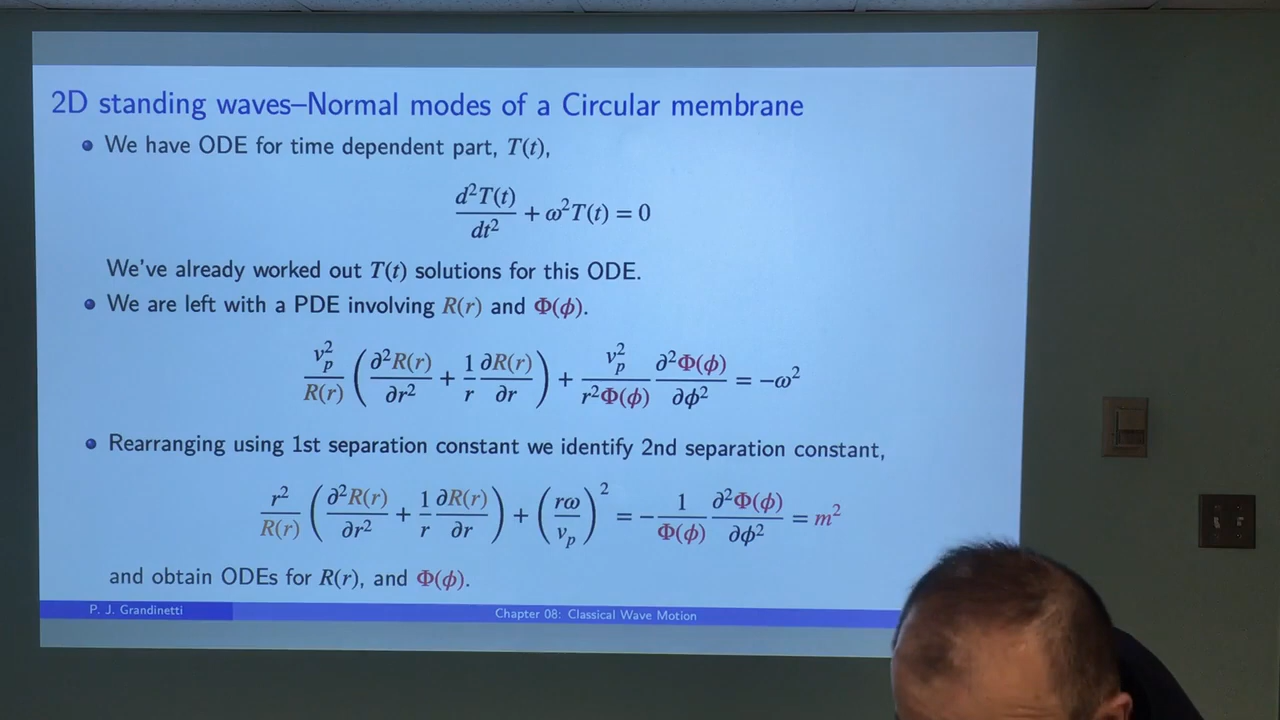 2D standing waves–Normal modes of a Circular membrane
We have ODE for time dependent part, T(t),
d²T(t)/dt² + ω²T(t) = 0
We've already worked out T(t) solutions for this ODE.
We are left with a PDE involving R(r) and Φ(ϕ).
v_p²/R(r) (∂²R(r)/∂r² + 1/r ∂R(r)/∂r) + v_p²/(r²Φ(ϕ)) ∂²Φ(ϕ)/∂ϕ² = −ω²
Rearranging using 1st separation constant we identify 2nd separation constant,
r²/R(r) (∂²R(r)/∂r² + 1/r ∂R(r)/∂r) + (rω/v_p)² = −1/Φ(ϕ) ∂²Φ(ϕ)/∂ϕ² = m²
and obtain ODEs for R(r), and Φ(ϕ).
P. J. Grandinetti Chapter 08: Classical Wave Motion